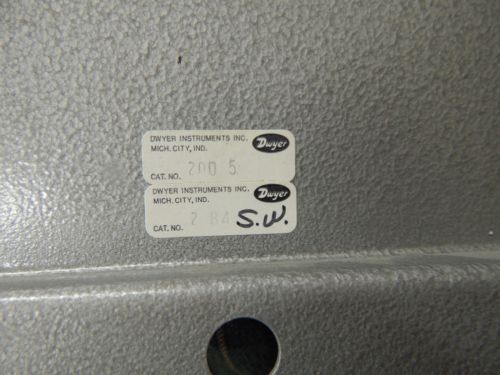 DWYER INSTRUMENTS INC. Dwyer
MICH. CITY, IND.
CAT. NO. 200 5
DWYER INSTRUMENTS INC. Dwyer
MICH. CITY, IND.
CAT. NO. 2 B4 S.W.